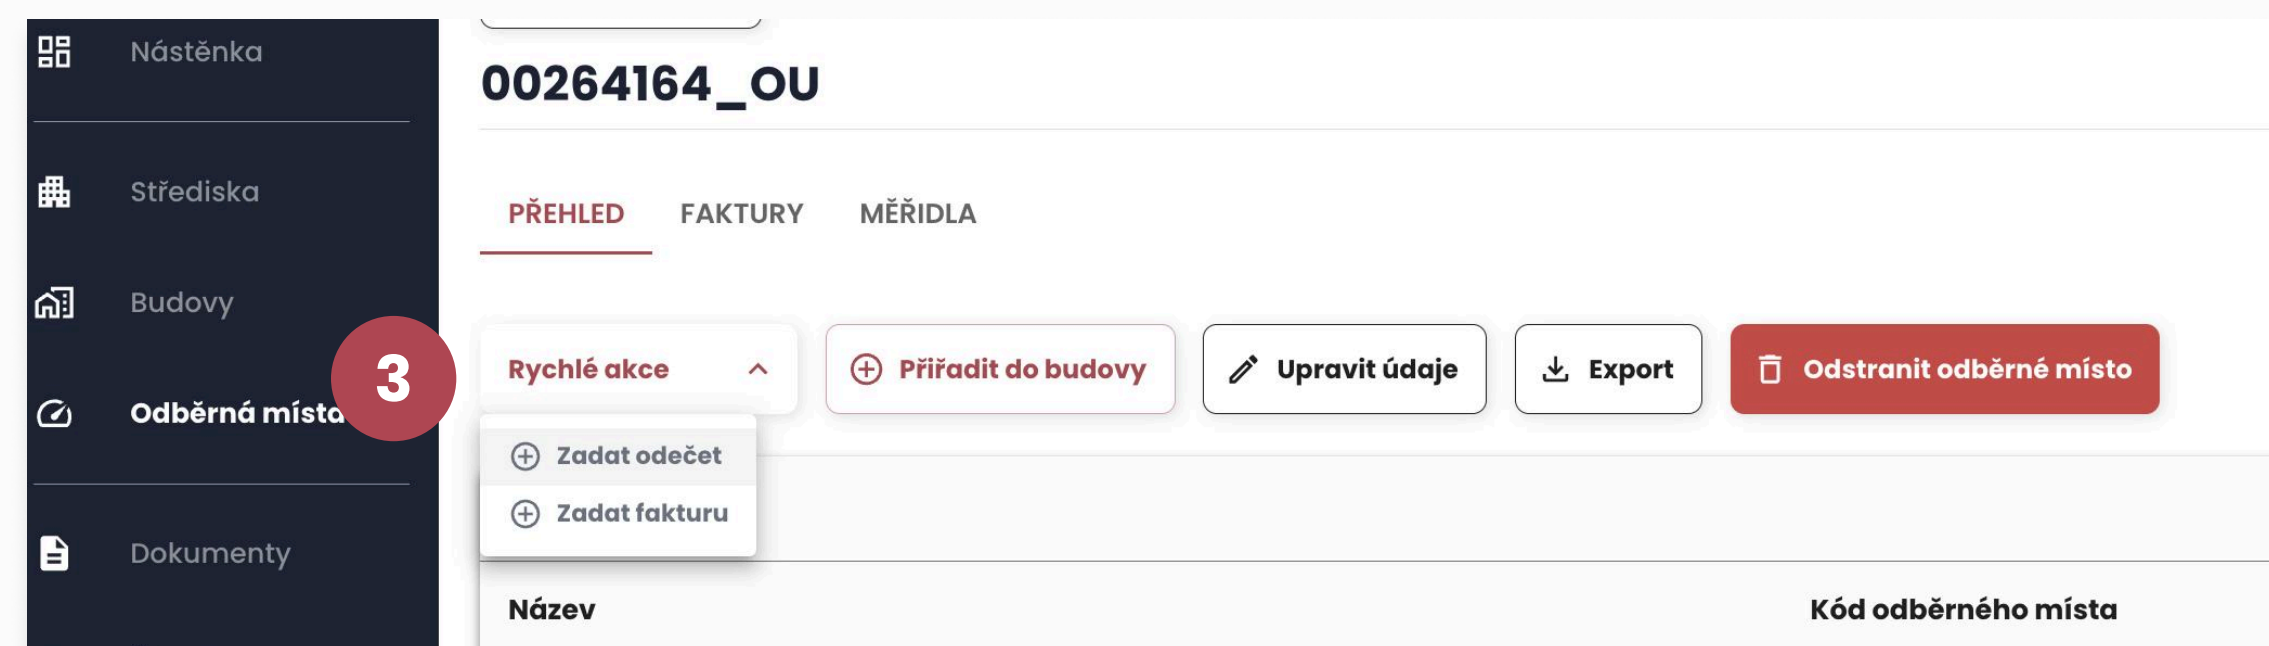 Nástěnka
Střediska
Budovy
Odběrná místa
Dokumenty
00264164_OU
PŘEHLED FAKTURY MĚŘIDLA
3
Rychlé akce Přiřadit do budovy Upravit údaje Export Odstranit odběrné místo
Zadat odečet
Zadat fakturu
Název Kód odběrného místa